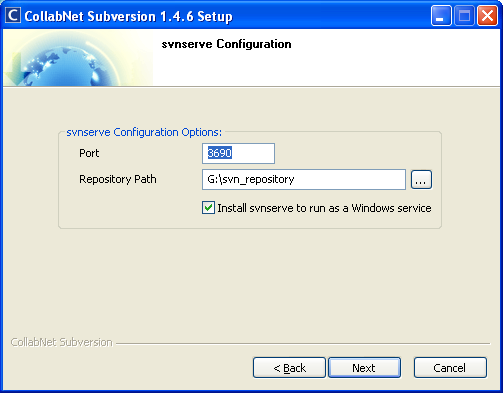 CollabNet Subversion 1.4.6 Setup
svnserve Configuration
svnserve Configuration Options:
Port 3690
Repository Path G:\svn_repository ...
Install svnserve to run as a Windows service
CollabNet Subversion
< Back Next Cancel